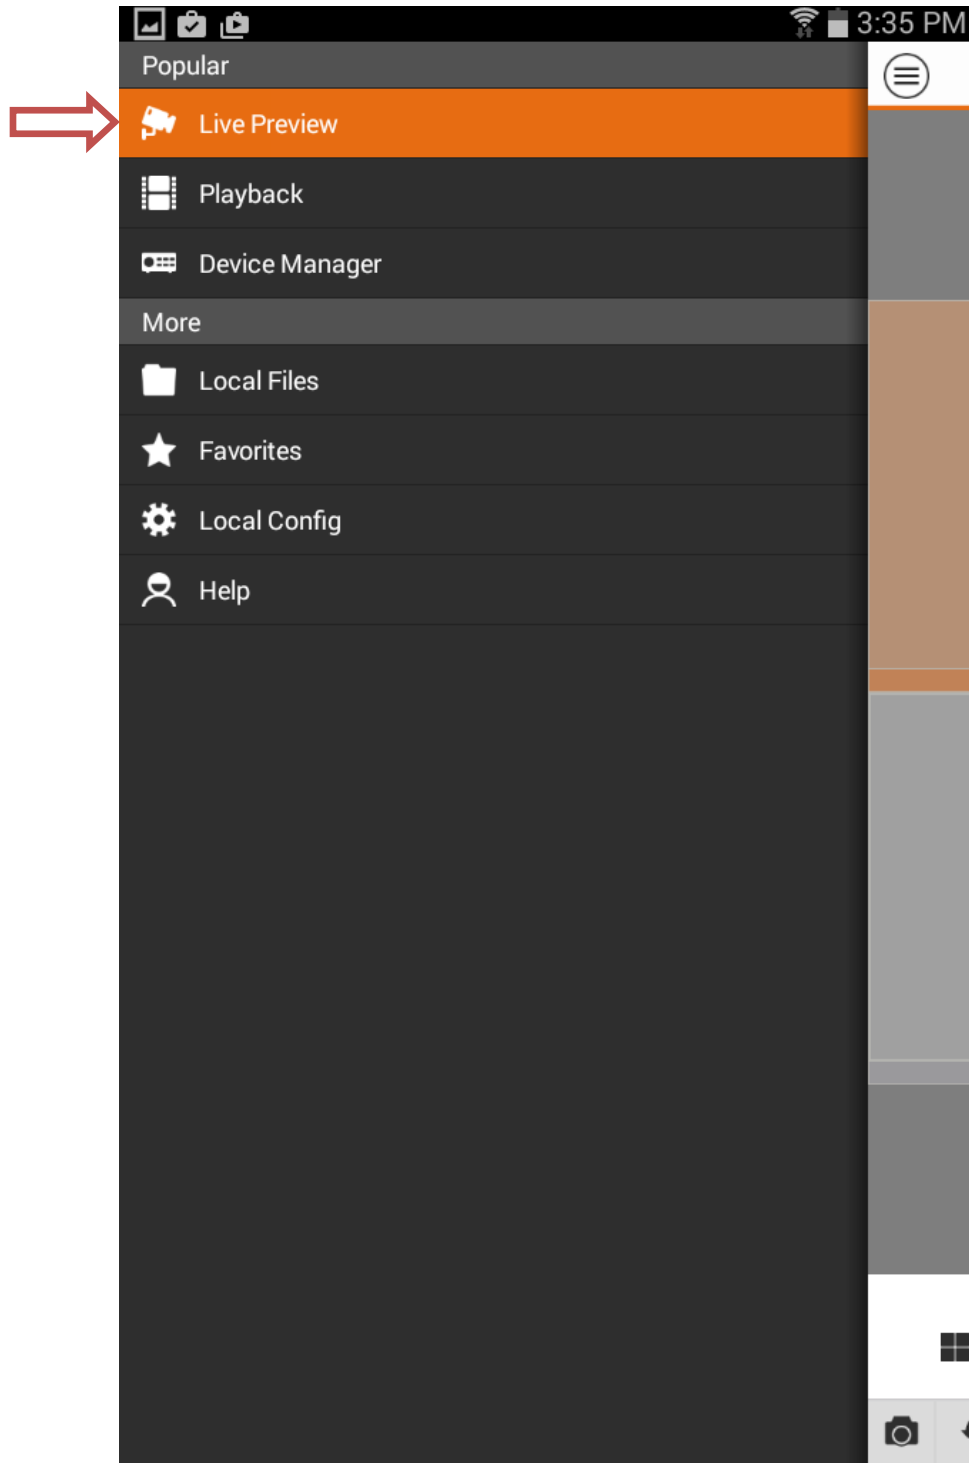 3:35 PM
Popular
Live Preview
Playback
Device Manager
More
Local Files
Favorites
Local Config
Help